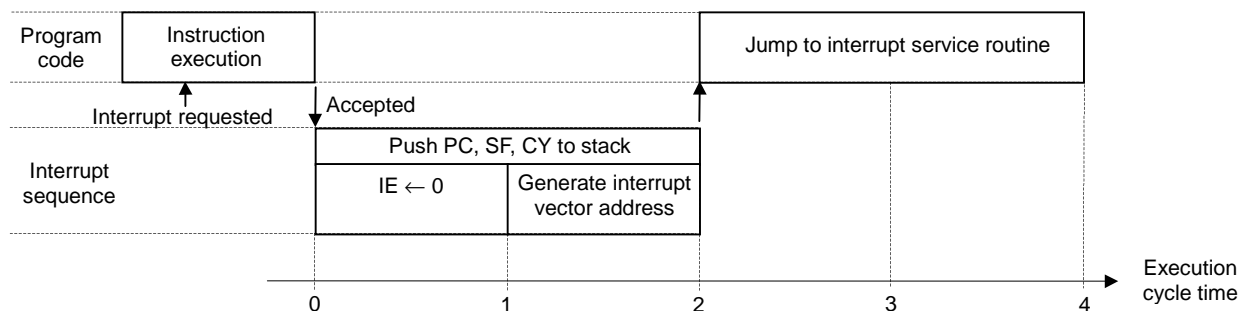 Program
code
Instruction
execution
Jump to interrupt service routine
Interrupt requested
Accepted
Interrupt
sequence
Push PC, SF, CY to stack
IE ← 0
Generate interrupt
vector address
0
1
2
3
4
Execution
cycle time